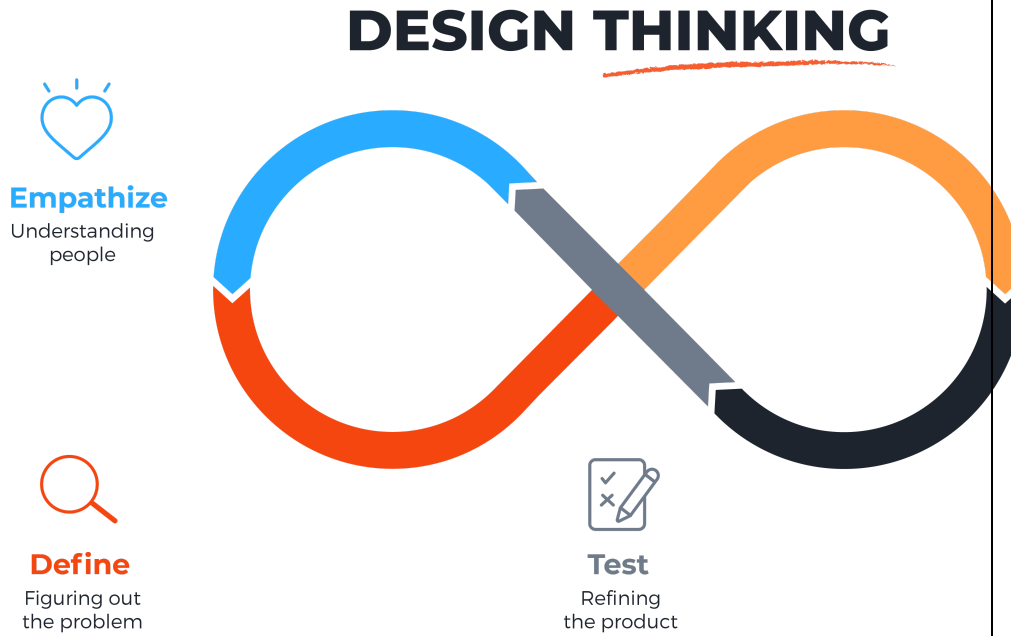 DESIGN THINKING
Empathize
Understanding
people
Define
Figuring out
the problem
Test
Refining
the product